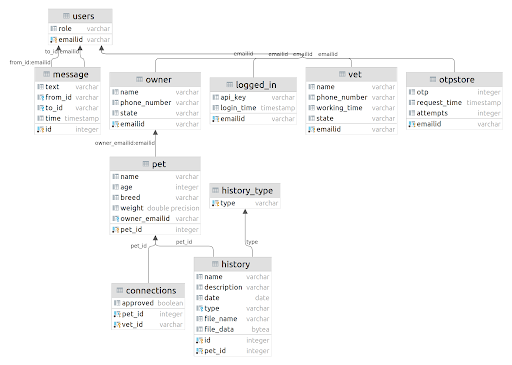 users
role varchar
emailid varchar
to_id:emailid
from_id:emailid
emailid emailid emailid emailid
message
text varchar
from_id varchar
to_id varchar
time timestamp
id integer
owner
name varchar
phone_number varchar
state varchar
emailid varchar
logged_in
api_key varchar
login_time timestamp
emailid varchar
vet
name varchar
phone_number varchar
working_time varchar
state varchar
emailid varchar
otpstore
otp integer
request_time timestamp
attempts integer
emailid varchar
owner_emailid:emailid
pet
name varchar
age integer
breed varchar
weight double precision
owner_emailid varchar
pet_id integer
history_type
type varchar
pet_id pet_id type
connections
approved boolean
pet_id integer
vet_id varchar
history
name varchar
description varchar
date date
type varchar
file_name varchar
file_data bytea
id integer
pet_id integer